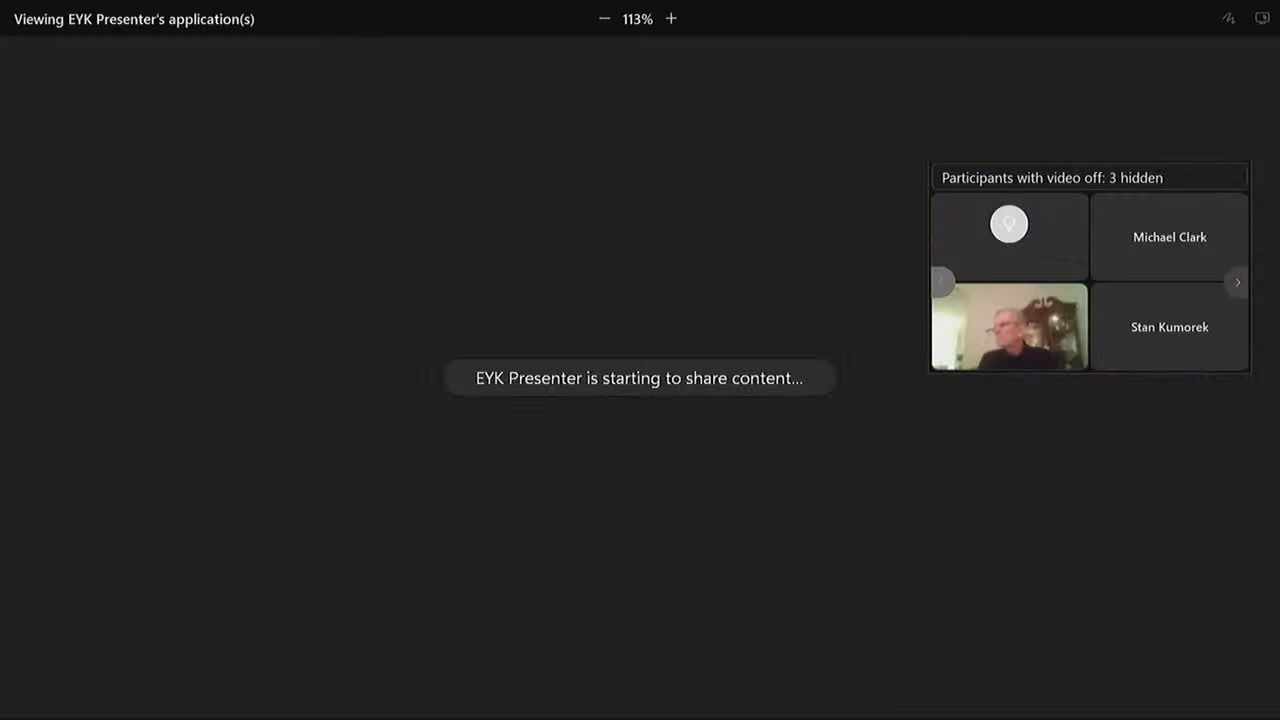 Viewing EYK Presenter's application(s)
113%
Participants with video off: 3 hidden
Michael Clark
Stan Kumorek
EYK Presenter is starting to share content...